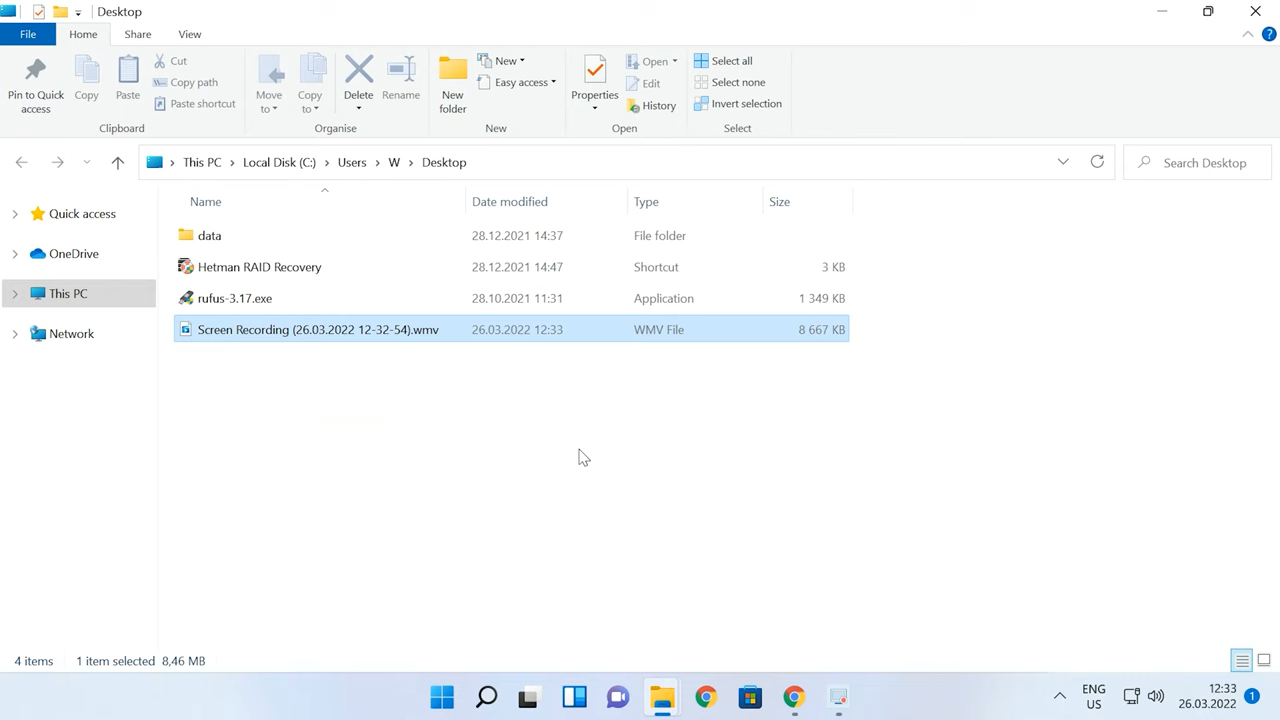 Desktop
File Home Share View
Pin to Quick access
Copy
Paste
Cut
Copy path
Paste shortcut
Clipboard
Move to
Copy to
Delete
Rename
Organise
New folder
New
Easy access
New
Properties
Open
Edit
History
Open
Select all
Select none
Invert selection
Select
This PC > Local Disk (C:) > Users > W > Desktop
Search Desktop
Quick access
OneDrive
This PC
Network
Name Date modified Type Size
data 28.12.2021 14:37 File folder
Hetman RAID Recovery 28.12.2021 14:47 Shortcut 3 KB
rufus-3.17.exe 28.10.2021 11:31 Application 1 349 KB
Screen Recording (26.03.2022 12-32-54).wmv 26.03.2022 12:33 WMV File 8 667 KB
4 items 1 item selected 8,46 MB
ENG
US
12:33
26.03.2022
1